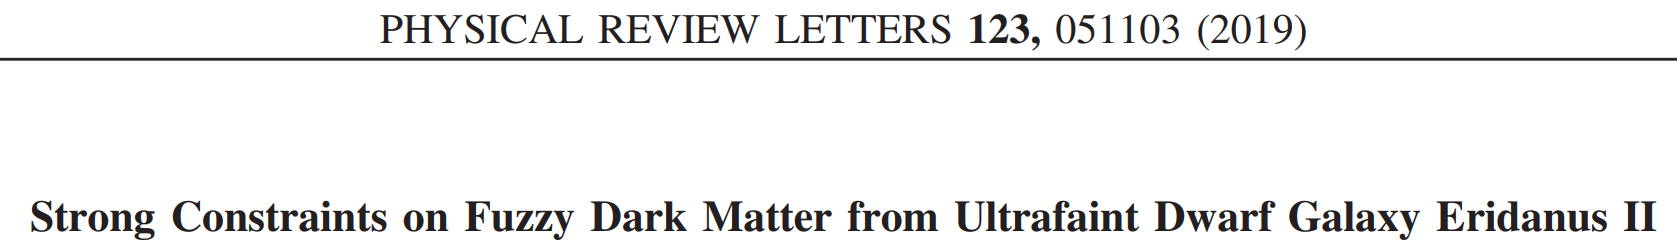 PHYSICAL REVIEW LETTERS 123, 051103 (2019)
Strong Constraints on Fuzzy Dark Matter from Ultrafaint Dwarf Galaxy Eridanus II